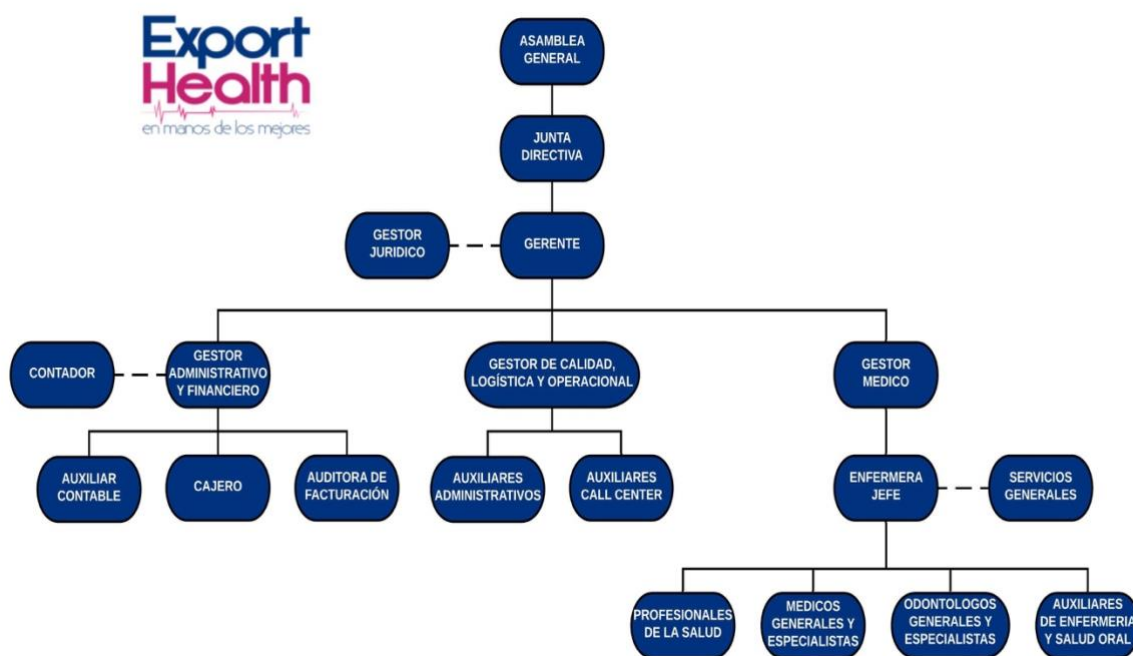 Export
Health
en manos de los mejores
ASAMBLEA
GENERAL
JUNTA
DIRECTIVA
GESTOR
JURIDICO
GERENTE
CONTADOR
GESTOR
ADMINISTRATIVO
Y FINANCIERO
GESTOR DE CALIDAD,
LOGÍSTICA Y OPERACIONAL
GESTOR
MEDICO
AUXILIAR
CONTABLE
CAJERO
AUDITORA DE
FACTURACIÓN
AUXILIARES
ADMINISTRATIVOS
AUXILIARES
CALL CENTER
ENFERMERA
JEFE
SERVICIOS
GENERALES
PROFESIONALES
DE LA SALUD
MEDICOS
GENERALES Y
ESPECIALISTAS
ODONTOLOGOS
GENERALES Y
ESPECIALISTAS
AUXILIARES
DE ENFERMERIA
Y SALUD ORAL